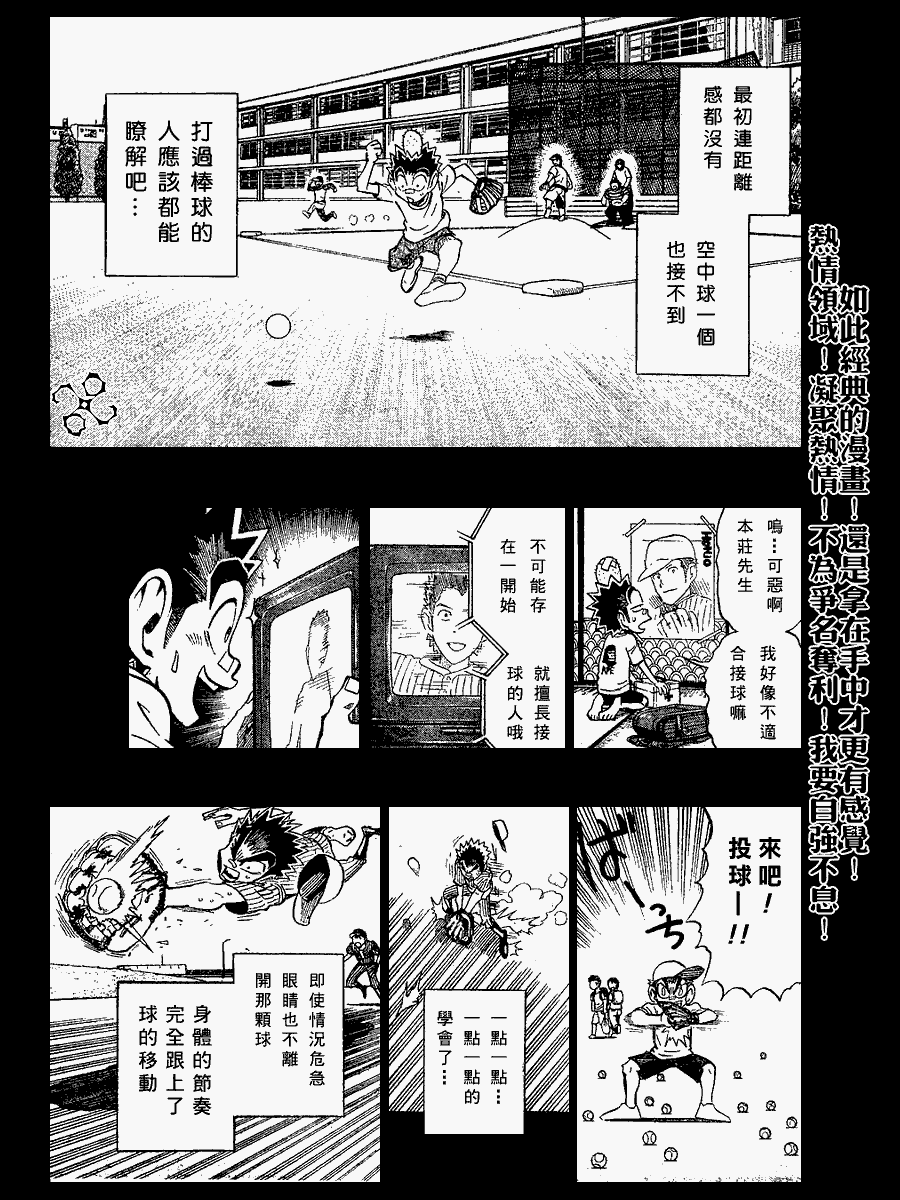 最初連距離
感都沒有
空中球一個
也接不到
打過棒球的
人應該都能
瞭解吧…
嗚…可惡啊
本莊先生
我好像不適
合接球嘛
不可能存
在一開始
就擅長接
球的人哦
來吧！
投球—!!
ばっちーこ
一點一點…
一點一點的
學會了…
即使情況危急
眼睛也不離
開那顆球
身體的節奏
完全跟上了
球的移動
如此經典的漫畫！還是拿在手中才更有感覺！
熱情領域！凝聚熱情！不為爭名奪利！我要自強不息！